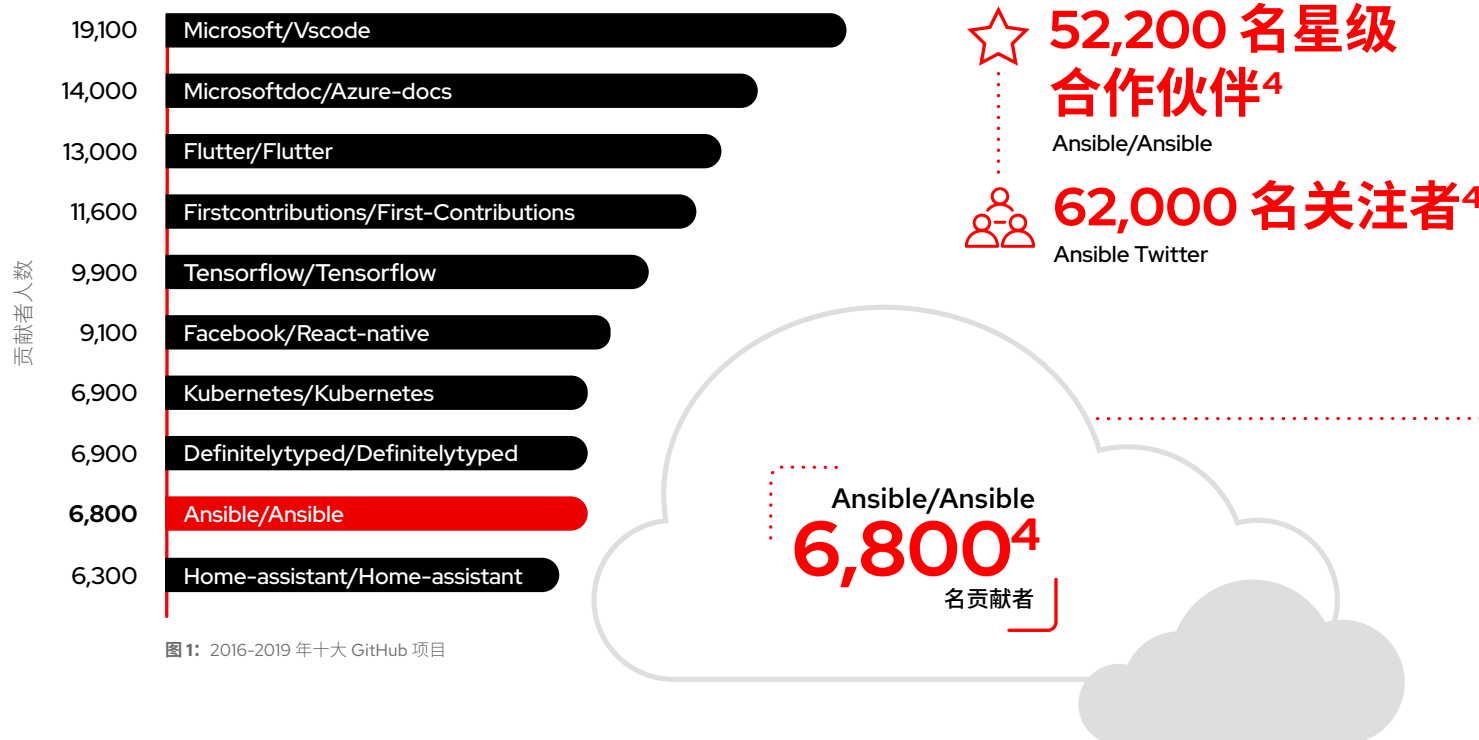 贡献者人数
19,100 Microsoft/Vscode
14,000 Microsoftdoc/Azure-docs
13,000 Flutter/Flutter
11,600 Firstcontributions/First-Contributions
9,900 Tensorflow/Tensorflow
9,100 Facebook/React-native
6,900 Kubernetes/Kubernetes
6,900 Definitelytyped/Definitelytyped
6,800 Ansible/Ansible
6,300 Home-assistant/Home-assistant
图 1：2016-2019 年十大 GitHub 项目
52,200 名星级
合作伙伴⁴
Ansible/Ansible
62,000 名关注者⁴
Ansible Twitter
Ansible/Ansible
6,800⁴
名贡献者